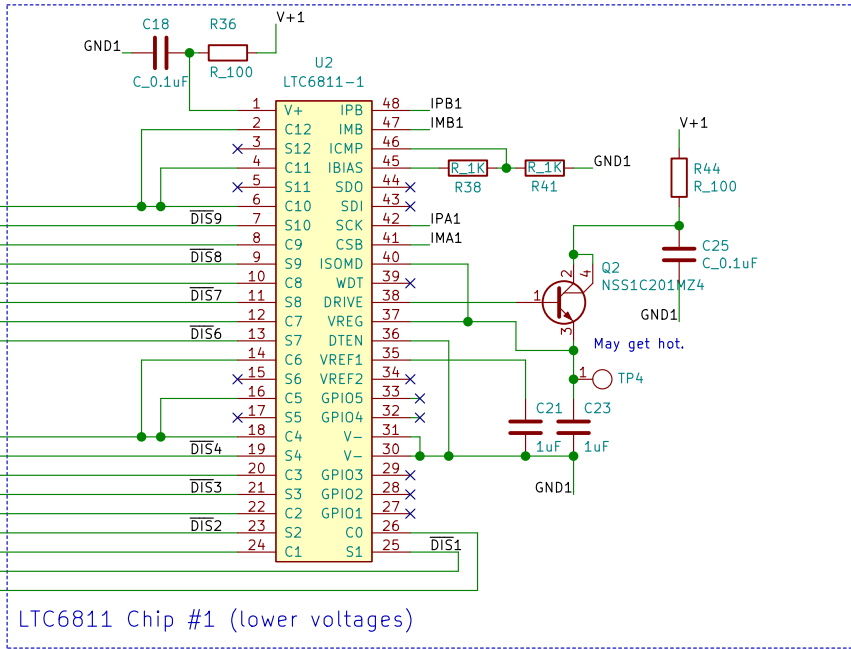 C18
R36
V+1
GND1
C_0.1uF
R_100
U2
LTC6811-1
1 V+ IPB 48 IPB1
2 C12 IMB 47 IMB1
3 S12 ICMP 46
4 C11 IBIAS 45
5 S11 SDO 44
6 C10 SDI 43
DIS9 7 S10 SCK 42 IPA1
8 C9 CSB 41 IMA1
DIS8 9 S9 ISOMD 40
10 C8 WDT 39
DIS7 11 S8 DRIVE 38
12 C7 VREG 37
DIS6 13 S7 DTEN 36
14 C6 VREF1 35
15 S6 VREF2 34
16 C5 GPIO5 33
17 S5 GPIO4 32
18 C4 V- 31
DIS4 19 S4 V- 30
20 C3 GPIO3 29
DIS3 21 S3 GPIO2 28
22 C2 GPIO1 27
DIS2 23 S2 C0 26
24 C1 S1 25 DIS1
R_1K
R38
R_1K
R41
GND1
V+1
R44
R_100
C25
C_0.1uF
GND1
2
4
1
3
Q2
NSS1C201MZ4
May get hot.
1
TP4
C21
1uF
C23
1uF
GND1
LTC6811 Chip #1 (lower voltages)